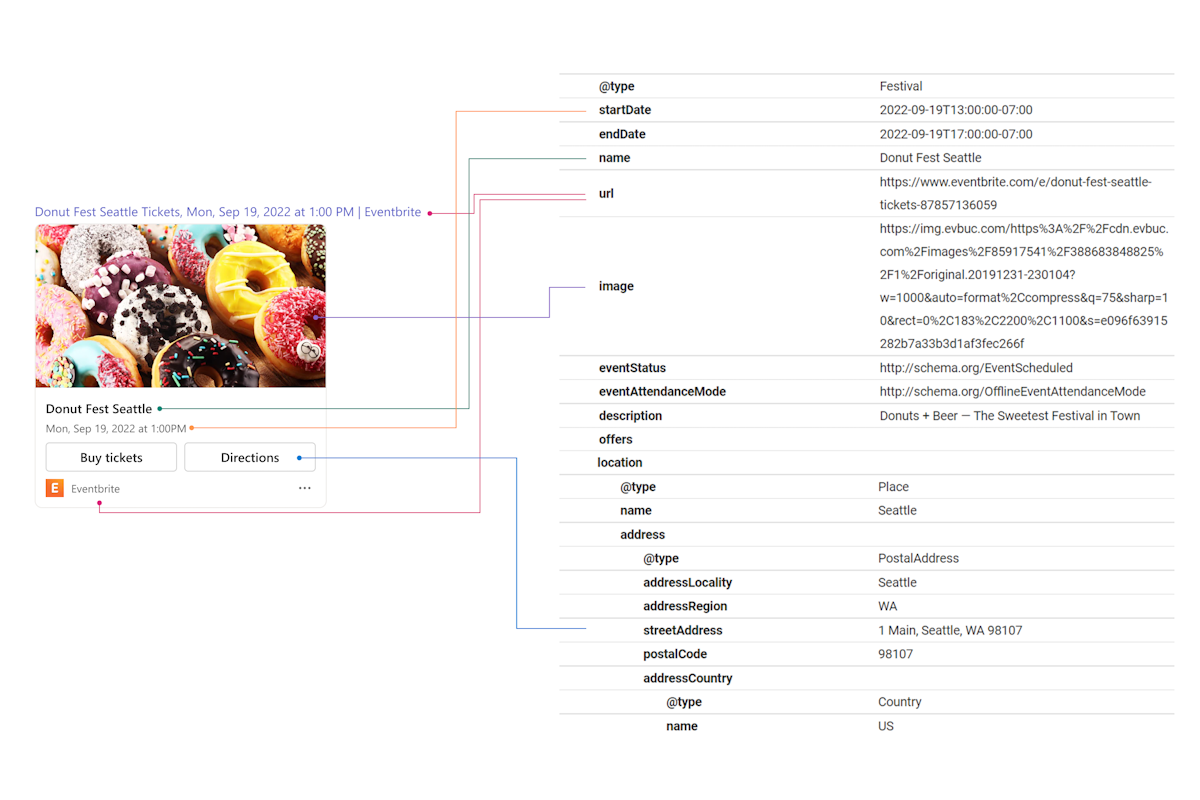 Donut Fest Seattle Tickets, Mon, Sep 19, 2022 at 1:00 PM | Eventbrite
Donut Fest Seattle
Mon, Sep 19, 2022 at 1:00PM
Buy tickets
Directions
E Eventbrite
@type Festival
startDate 2022-09-19T13:00:00-07:00
endDate 2022-09-19T17:00:00-07:00
name Donut Fest Seattle
url https://www.eventbrite.com/e/donut-fest-seattle-
tickets-87857136059
image https://img.evbuc.com/https%3A%2F%2Fcdn.evbuc.
com%2Fimages%2F85917541%2F388683848825%
2F1%2Foriginal.20191231-230104?
w=1000&auto=format%2Ccompress&q=75&sharp=1
0&rect=0%2C183%2C2200%2C1100&s=e096f63915
282b7a33b3d1af3fec266f
eventStatus http://schema.org/EventScheduled
eventAttendanceMode http://schema.org/OfflineEventAttendanceMode
description Donuts + Beer — The Sweetest Festival in Town
offers
location
@type Place
name Seattle
address
@type PostalAddress
addressLocality Seattle
addressRegion WA
streetAddress 1 Main, Seattle, WA 98107
postalCode 98107
addressCountry
@type Country
name US